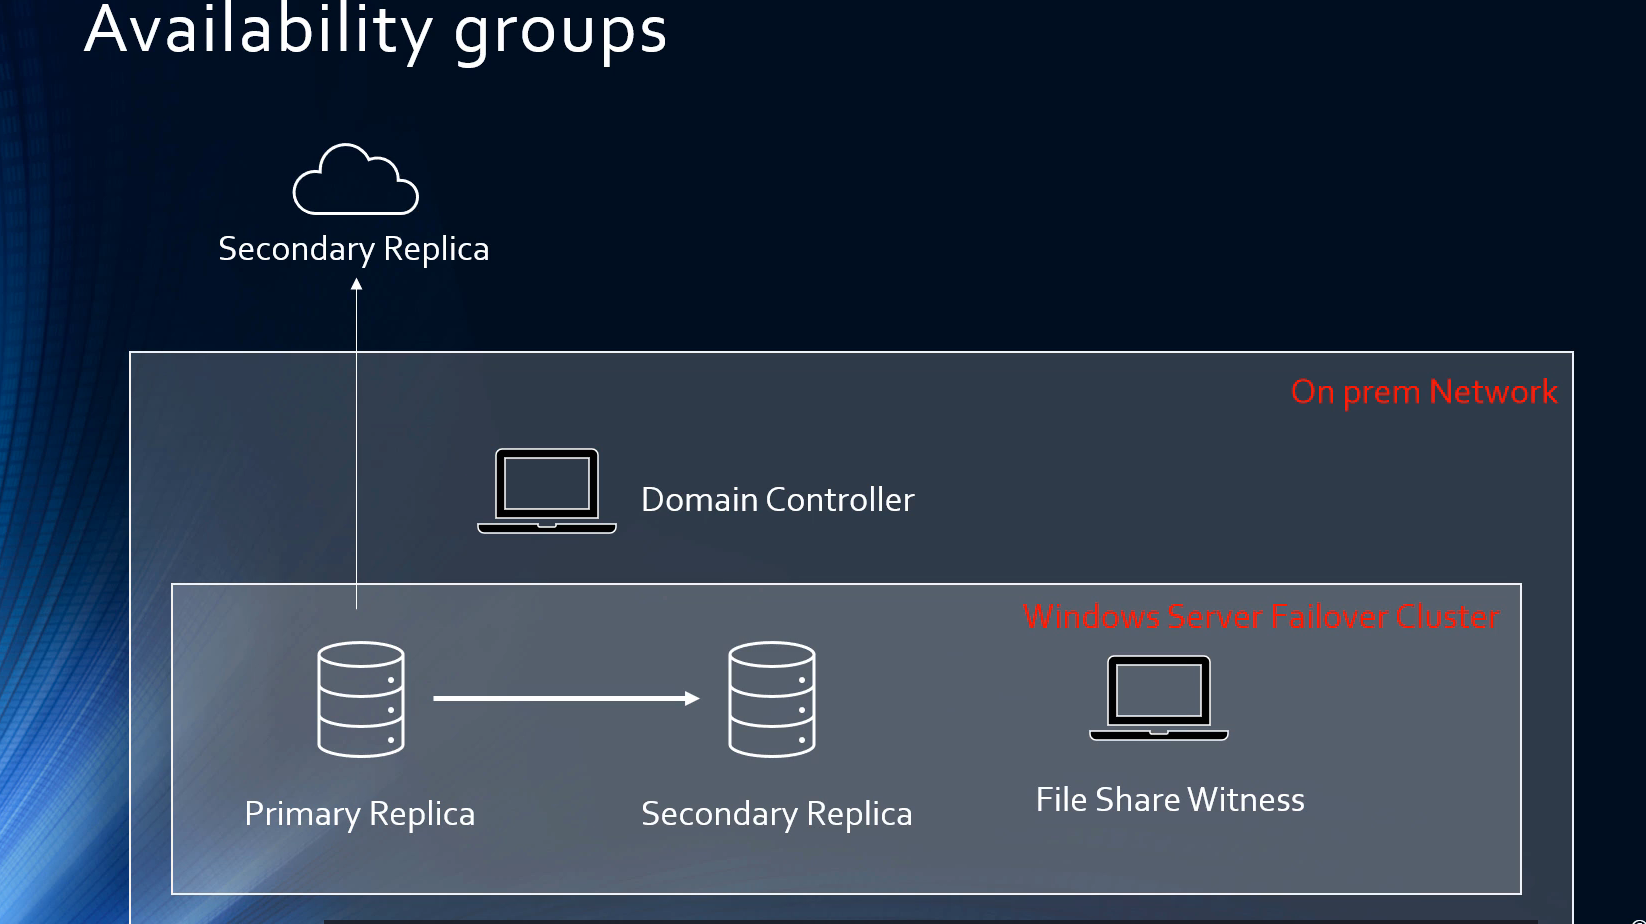 Availability groups
Secondary Replica
On prem Network
Domain Controller
Windows Server Failover Cluster
Primary Replica
Secondary Replica
File Share Witness